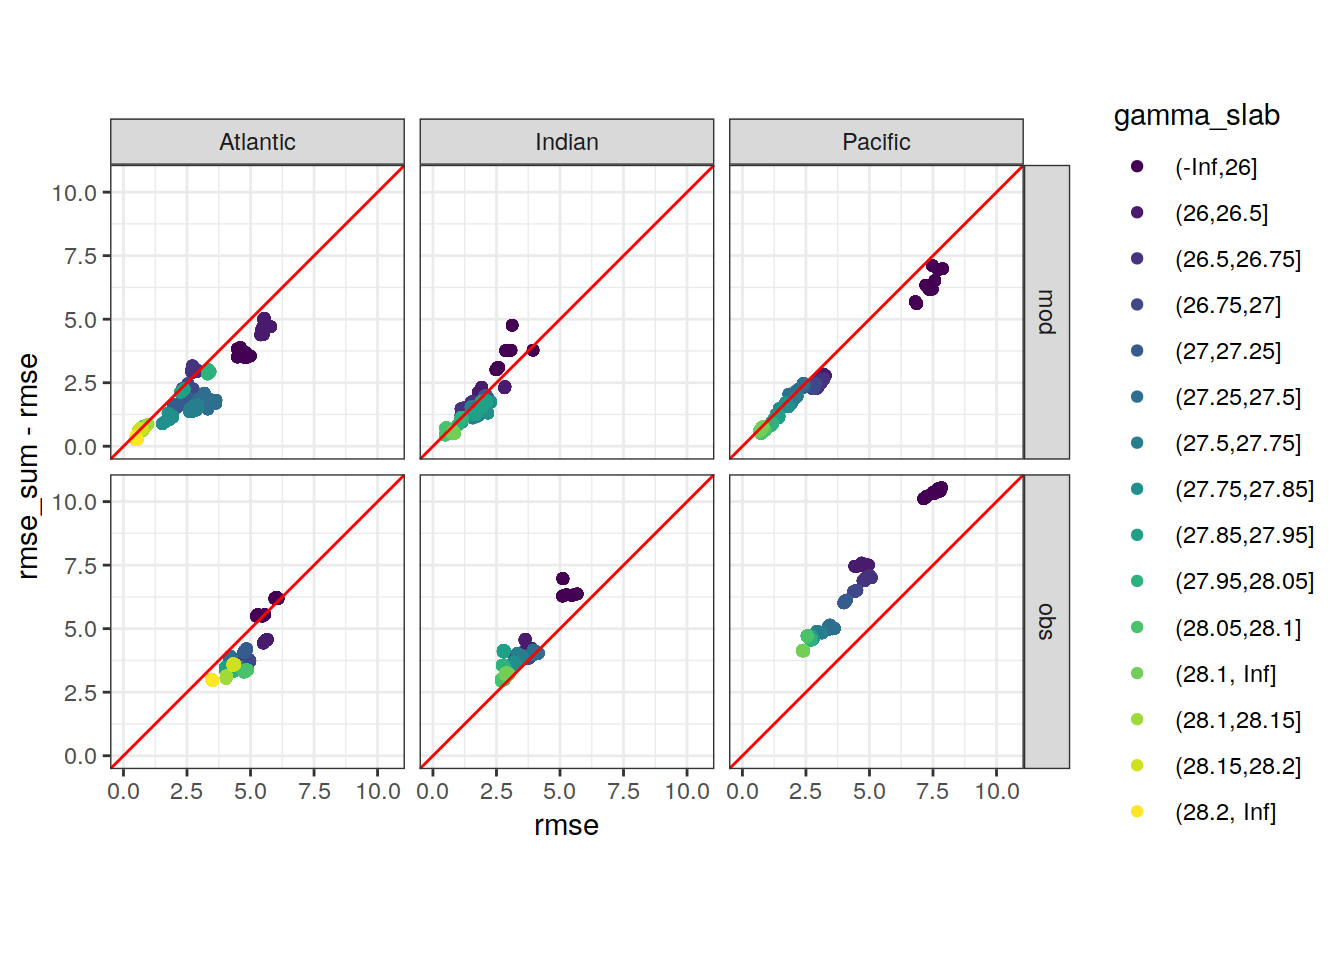 Atlantic
Indian
Pacific
gamma_slab
(-Inf,26]
(26,26.5]
(26.5,26.75]
(26.75,27]
(27,27.25]
(27.25,27.5]
(27.5,27.75]
(27.75,27.85]
(27.85,27.95]
(27.95,28.05]
(28.05,28.1]
(28.1, Inf]
(28.1,28.15]
(28.15,28.2]
(28.2, Inf]
10.0
7.5
5.0
2.5
0.0
mod
10.0
7.5
5.0
2.5
0.0
obs
rmse_sum - rmse
0.0 2.5 5.0 7.5 10.0 0.0 2.5 5.0 7.5 10.0 0.0 2.5 5.0 7.5 10.0
rmse